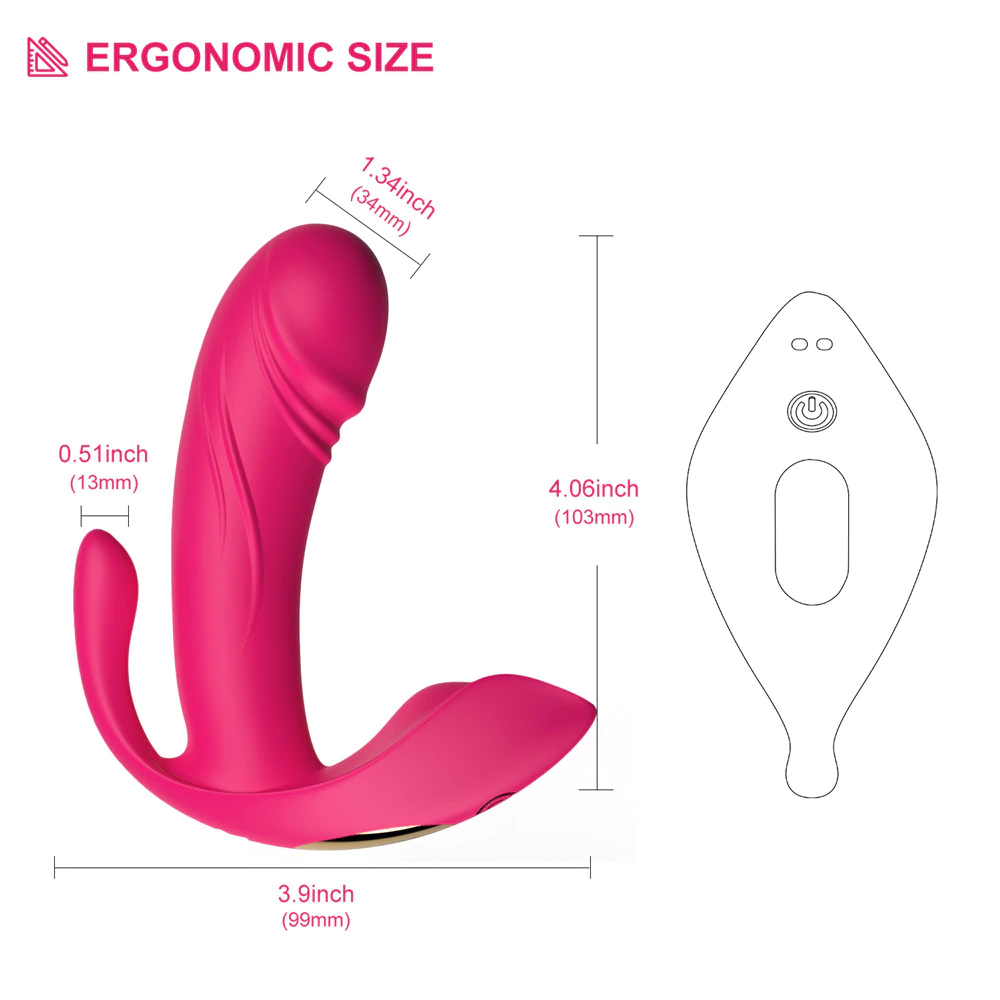 ERGONOMIC SIZE
1.34inch
(34mm)
0.51inch
(13mm)
4.06inch
(103mm)
3.9inch
(99mm)